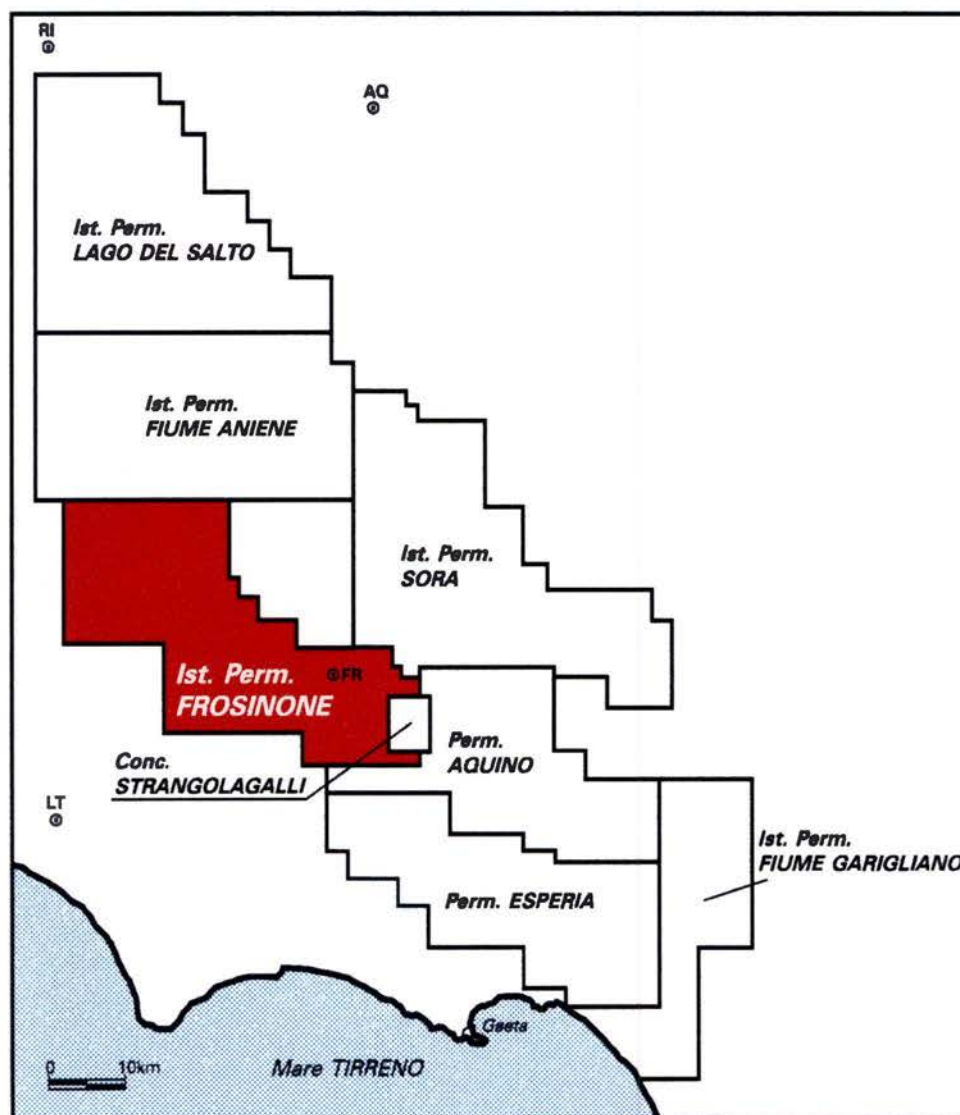 RI
AQ
Ist. Perm.
LAGO DEL SALTO
Ist. Perm.
FIUME ANIENE
Ist. Perm.
SORA
Ist. Perm.
FROSINONE
FR
Conc.
STRANGOLAGALLI
Perm.
AQUINO
LT
Ist. Perm.
FIUME GARIGLIANO
Perm. ESPERIA
Gaeta
0 10km
Mare TIRRENO